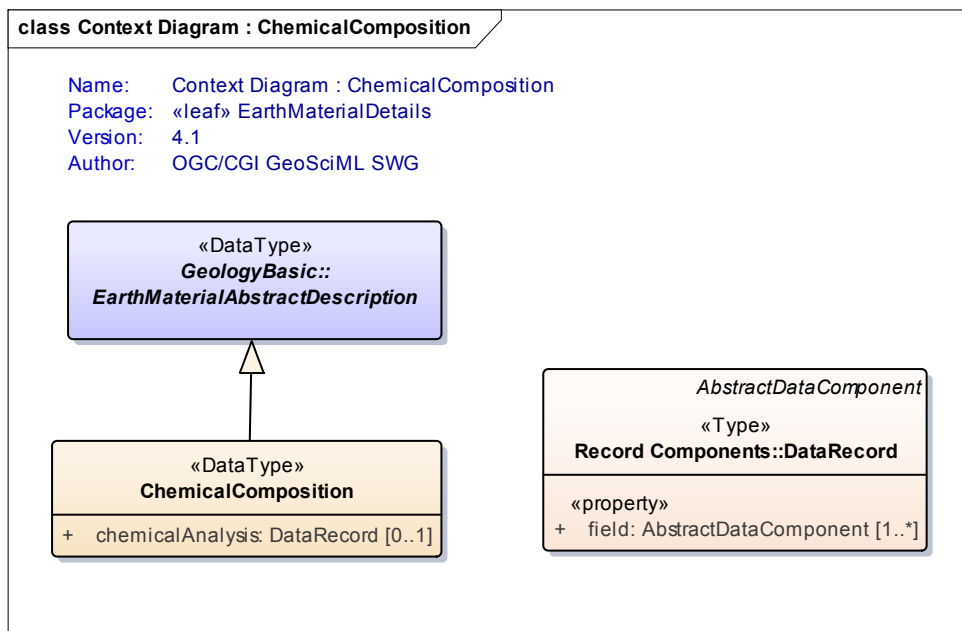 class Context Diagram : ChemicalComposition
Name: Context Diagram : ChemicalComposition
Package: «leaf» EarthMaterialDetails
Version: 4.1
Author: OGC/CGI GeoSciML SWG
«DataType»
GeologyBasic::
EarthMaterialAbstractDescription
«DataType»
ChemicalComposition
+ chemicalAnalysis: DataRecord [0..1]
AbstractDataComponent
«Type»
Record Components::DataRecord
«property»
+ field: AbstractDataComponent [1..*]